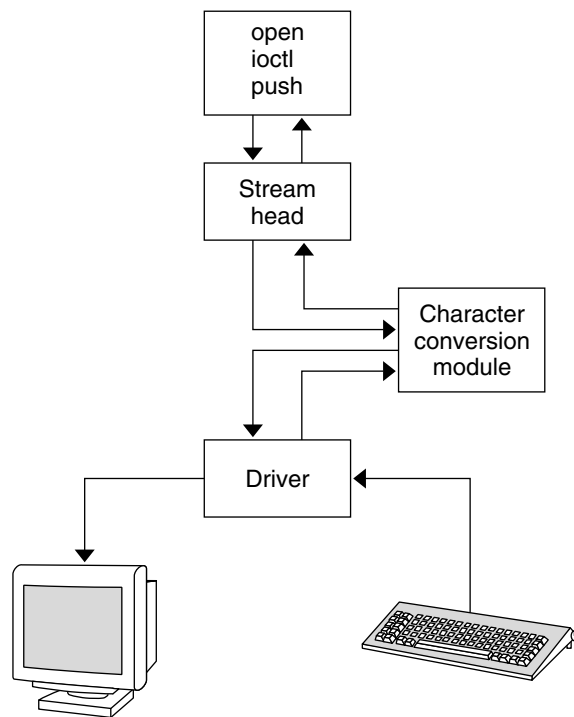 open
ioctl
push
Stream
head
Character
conversion
module
Driver